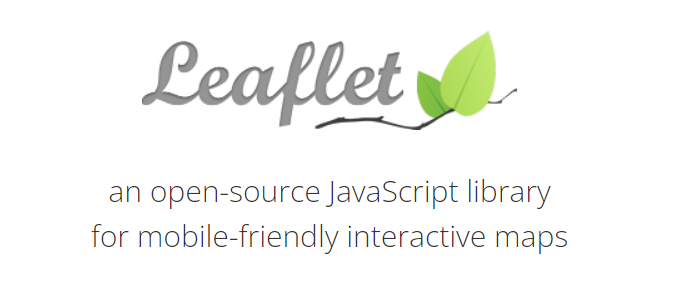 Leaflet
an open-source JavaScript library
for mobile-friendly interactive maps